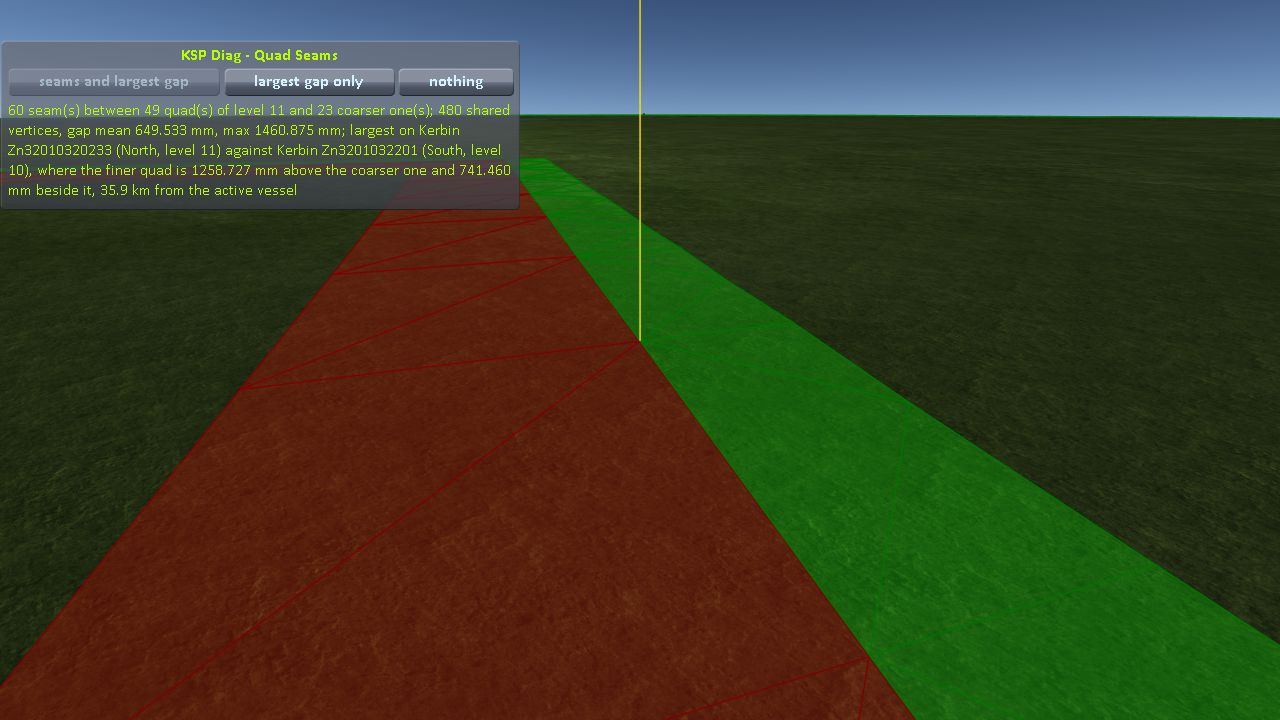 KSP Diag - Quad Seams
seams and largest gap
largest gap only
nothing
60 seam(s) between 49 quad(s) of level 11 and 23 coarser one(s); 480 shared
vertices, gap mean 649.533 mm, max 1460.875 mm; largest on Kerbin
Zn32010320233 (North, level 11) against Kerbin Zn3201032201 (South, level
10), where the finer quad is 1258.727 mm above the coarser one and 741.460
mm beside it, 35.9 km from the active vessel